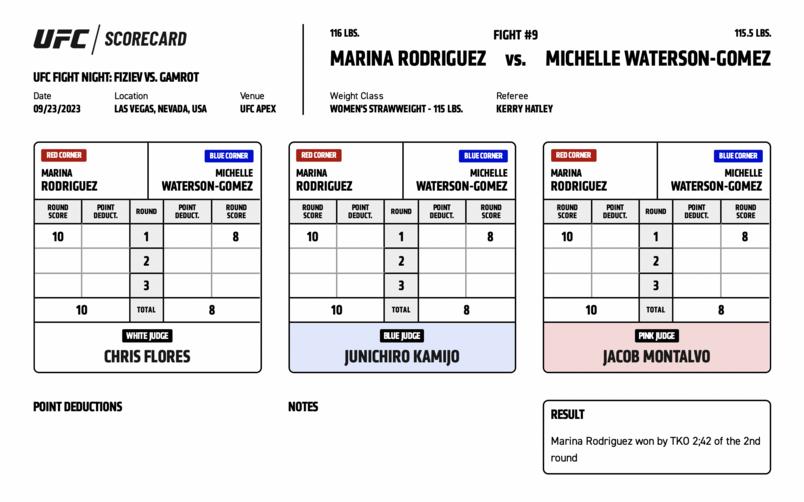 UFC / SCORECARD
UFC FIGHT NIGHT: FIZIEV VS. GAMROT
Date Location Venue
09/23/2023 LAS VEGAS, NEVADA, USA UFC APEX
116 LBS. FIGHT #9 115.5 LBS.
MARINA RODRIGUEZ vs. MICHELLE WATERSON-GOMEZ
Weight Class Referee
WOMEN'S STRAWWEIGHT - 115 LBS. KERRY HATLEY
RED CORNER BLUE CORNER
MARINA MICHELLE
RODRIGUEZ WATERSON-GOMEZ
ROUND SCORE POINT DEDUCT. ROUND POINT DEDUCT. ROUND SCORE
10 1 8
2
3
10 TOTAL 8
WHITE JUDGE
CHRIS FLORES
RED CORNER BLUE CORNER
MARINA MICHELLE
RODRIGUEZ WATERSON-GOMEZ
ROUND SCORE POINT DEDUCT. ROUND POINT DEDUCT. ROUND SCORE
10 1 8
2
3
10 TOTAL 8
BLUE JUDGE
JUNICHIRO KAMIJO
RED CORNER BLUE CORNER
MARINA MICHELLE
RODRIGUEZ WATERSON-GOMEZ
ROUND SCORE POINT DEDUCT. ROUND POINT DEDUCT. ROUND SCORE
10 1 8
2
3
10 TOTAL 8
PINK JUDGE
JACOB MONTALVO
POINT DEDUCTIONS
NOTES
RESULT
Marina Rodriguez won by TKO 2;42 of the 2nd
round